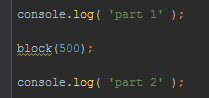 console.log( 'part 1' );
block(500);
console.log( 'part 2' );